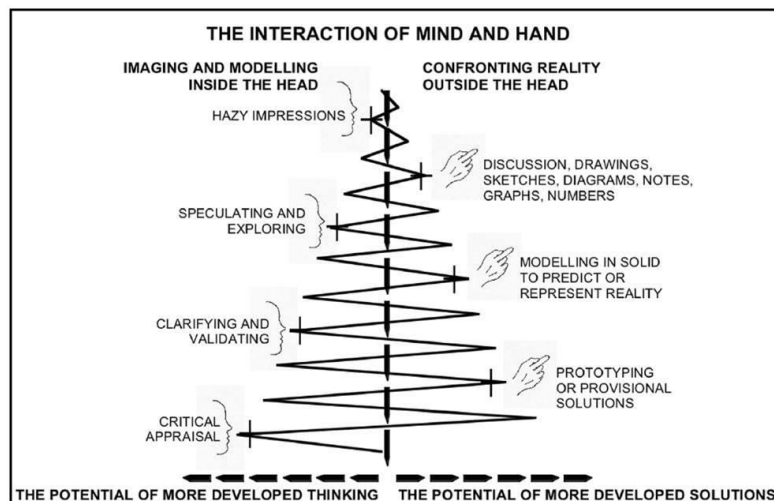 THE INTERACTION OF MIND AND HAND
IMAGING AND MODELLING
INSIDE THE HEAD
CONFRONTING REALITY
OUTSIDE THE HEAD
HAZY IMPRESSIONS
DISCUSSION, DRAWINGS,
SKETCHES, DIAGRAMS, NOTES,
GRAPHS, NUMBERS
SPECULATING AND
EXPLORING
MODELLING IN SOLID
TO PREDICT OR
REPRESENT REALITY
CLARIFYING AND
VALIDATING
PROTOTYPING
OR PROVISIONAL
SOLUTIONS
CRITICAL
APPRAISAL
THE POTENTIAL OF MORE DEVELOPED THINKING
THE POTENTIAL OF MORE DEVELOPED SOLUTIONS